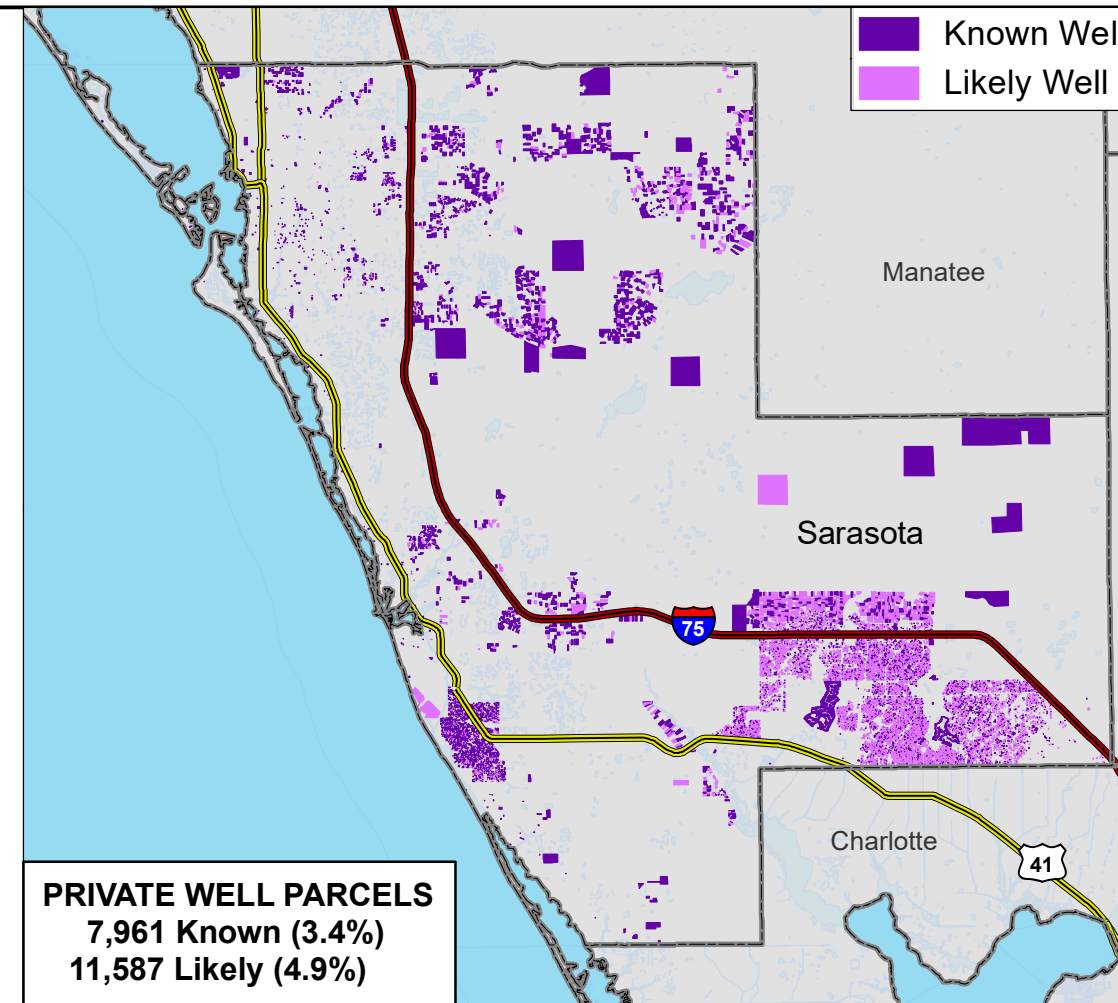 Known Wel
Likely Well
Manatee
Sarasota
75
Charlotte
41
PRIVATE WELL PARCELS
7,961 Known (3.4%)
11,587 Likely (4.9%)